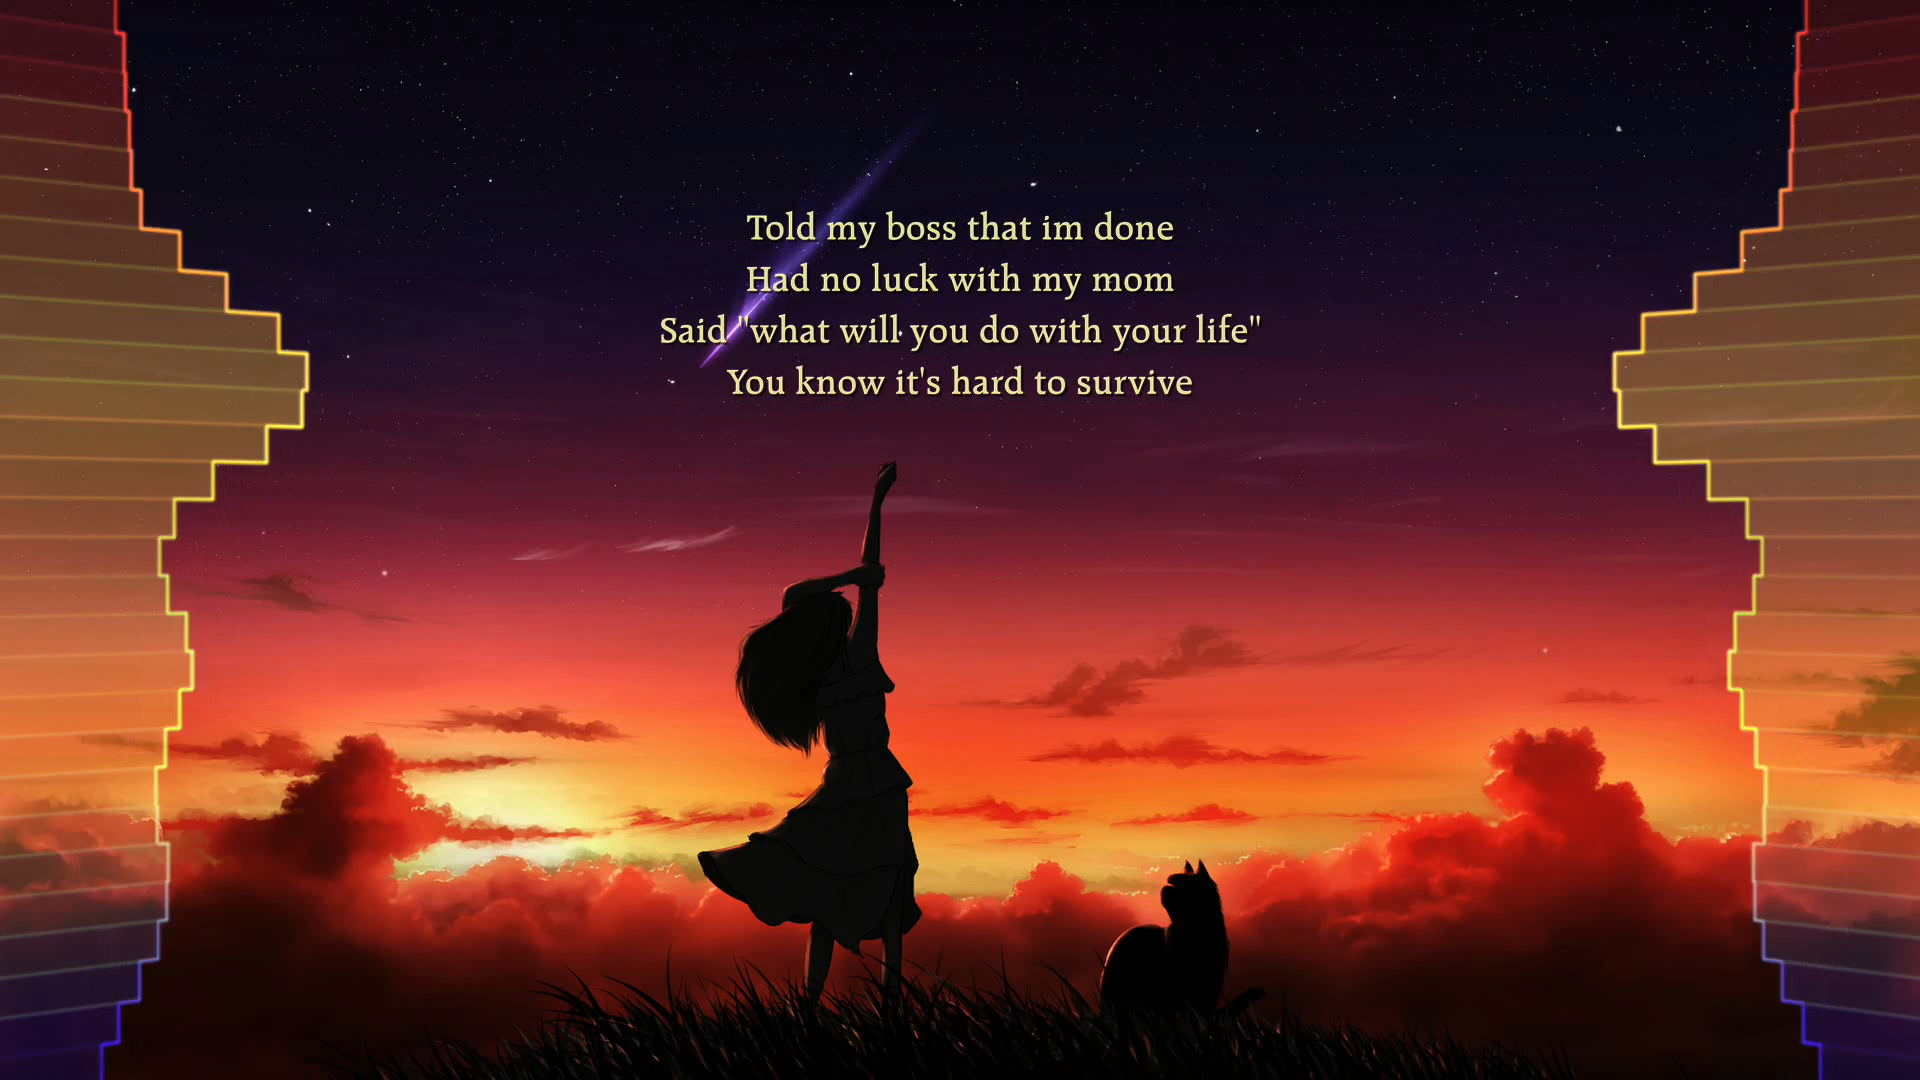 Told my boss that im done
Had no luck with my mom
Said "what will you do with your life"
You know it's hard to survive